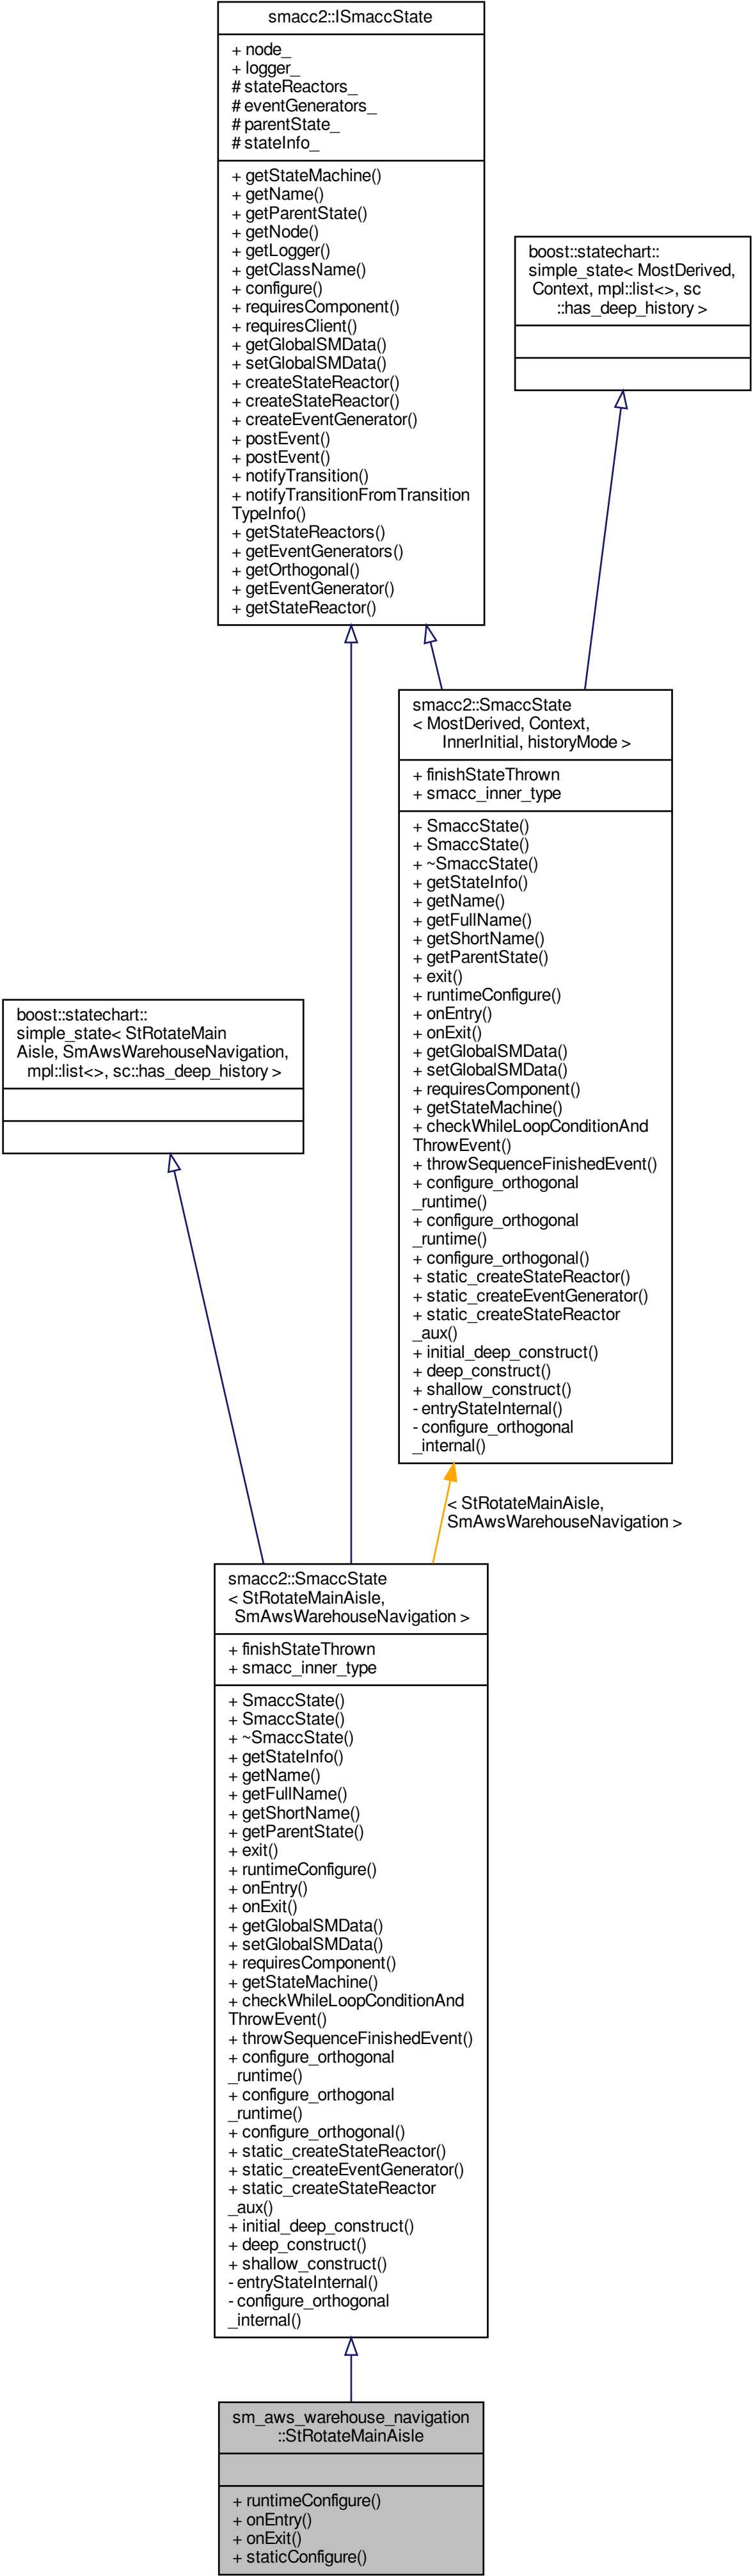 smacc2::ISmaccState
+ node_
+ logger_
# stateReactors_
# eventGenerators_
# parentState_
# stateInfo_
+ getStateMachine()
+ getName()
+ getParentState()
+ getNode()
+ getLogger()
+ getClassName()
+ configure()
+ requiresComponent()
+ requiresClient()
+ getGlobalSMData()
+ setGlobalSMData()
+ createStateReactor()
+ createStateReactor()
+ createEventGenerator()
+ postEvent()
+ postEvent()
+ notifyTransition()
+ notifyTransitionFromTransition
TypeInfo()
+ getStateReactors()
+ getEventGenerators()
+ getOrthogonal()
+ getEventGenerator()
+ getStateReactor()
boost::statechart::
simple_state< MostDerived,
Context, mpl::list<>, sc
::has_deep_history >
smacc2::SmaccState
< MostDerived, Context,
InnerInitial, historyMode >
+ finishStateThrown
+ smacc_inner_type
+ SmaccState()
+ SmaccState()
+ ~SmaccState()
+ getStateInfo()
+ getName()
+ getFullName()
+ getShortName()
+ getParentState()
+ exit()
+ runtimeConfigure()
+ onEntry()
+ onExit()
+ getGlobalSMData()
+ setGlobalSMData()
+ requiresComponent()
+ getStateMachine()
+ checkWhileLoopConditionAnd
ThrowEvent()
+ throwSequenceFinishedEvent()
+ configure_orthogonal
_runtime()
+ configure_orthogonal
_runtime()
+ configure_orthogonal()
+ static_createStateReactor()
+ static_createEventGenerator()
+ static_createStateReactor
_aux()
+ initial_deep_construct()
+ deep_construct()
+ shallow_construct()
- entryStateInternal()
- configure_orthogonal
_internal()
boost::statechart::
simple_state< StRotateMain
Aisle, SmAwsWarehouseNavigation,
mpl::list<>, sc::has_deep_history >
< StRotateMainAisle,
SmAwsWarehouseNavigation >
smacc2::SmaccState
< StRotateMainAisle,
SmAwsWarehouseNavigation >
+ finishStateThrown
+ smacc_inner_type
+ SmaccState()
+ SmaccState()
+ ~SmaccState()
+ getStateInfo()
+ getName()
+ getFullName()
+ getShortName()
+ getParentState()
+ exit()
+ runtimeConfigure()
+ onEntry()
+ onExit()
+ getGlobalSMData()
+ setGlobalSMData()
+ requiresComponent()
+ getStateMachine()
+ checkWhileLoopConditionAnd
ThrowEvent()
+ throwSequenceFinishedEvent()
+ configure_orthogonal
_runtime()
+ configure_orthogonal
_runtime()
+ configure_orthogonal()
+ static_createStateReactor()
+ static_createEventGenerator()
+ static_createStateReactor
_aux()
+ initial_deep_construct()
+ deep_construct()
+ shallow_construct()
- entryStateInternal()
- configure_orthogonal
_internal()
sm_aws_warehouse_navigation
::StRotateMainAisle
+ runtimeConfigure()
+ onEntry()
+ onExit()
+ staticConfigure()